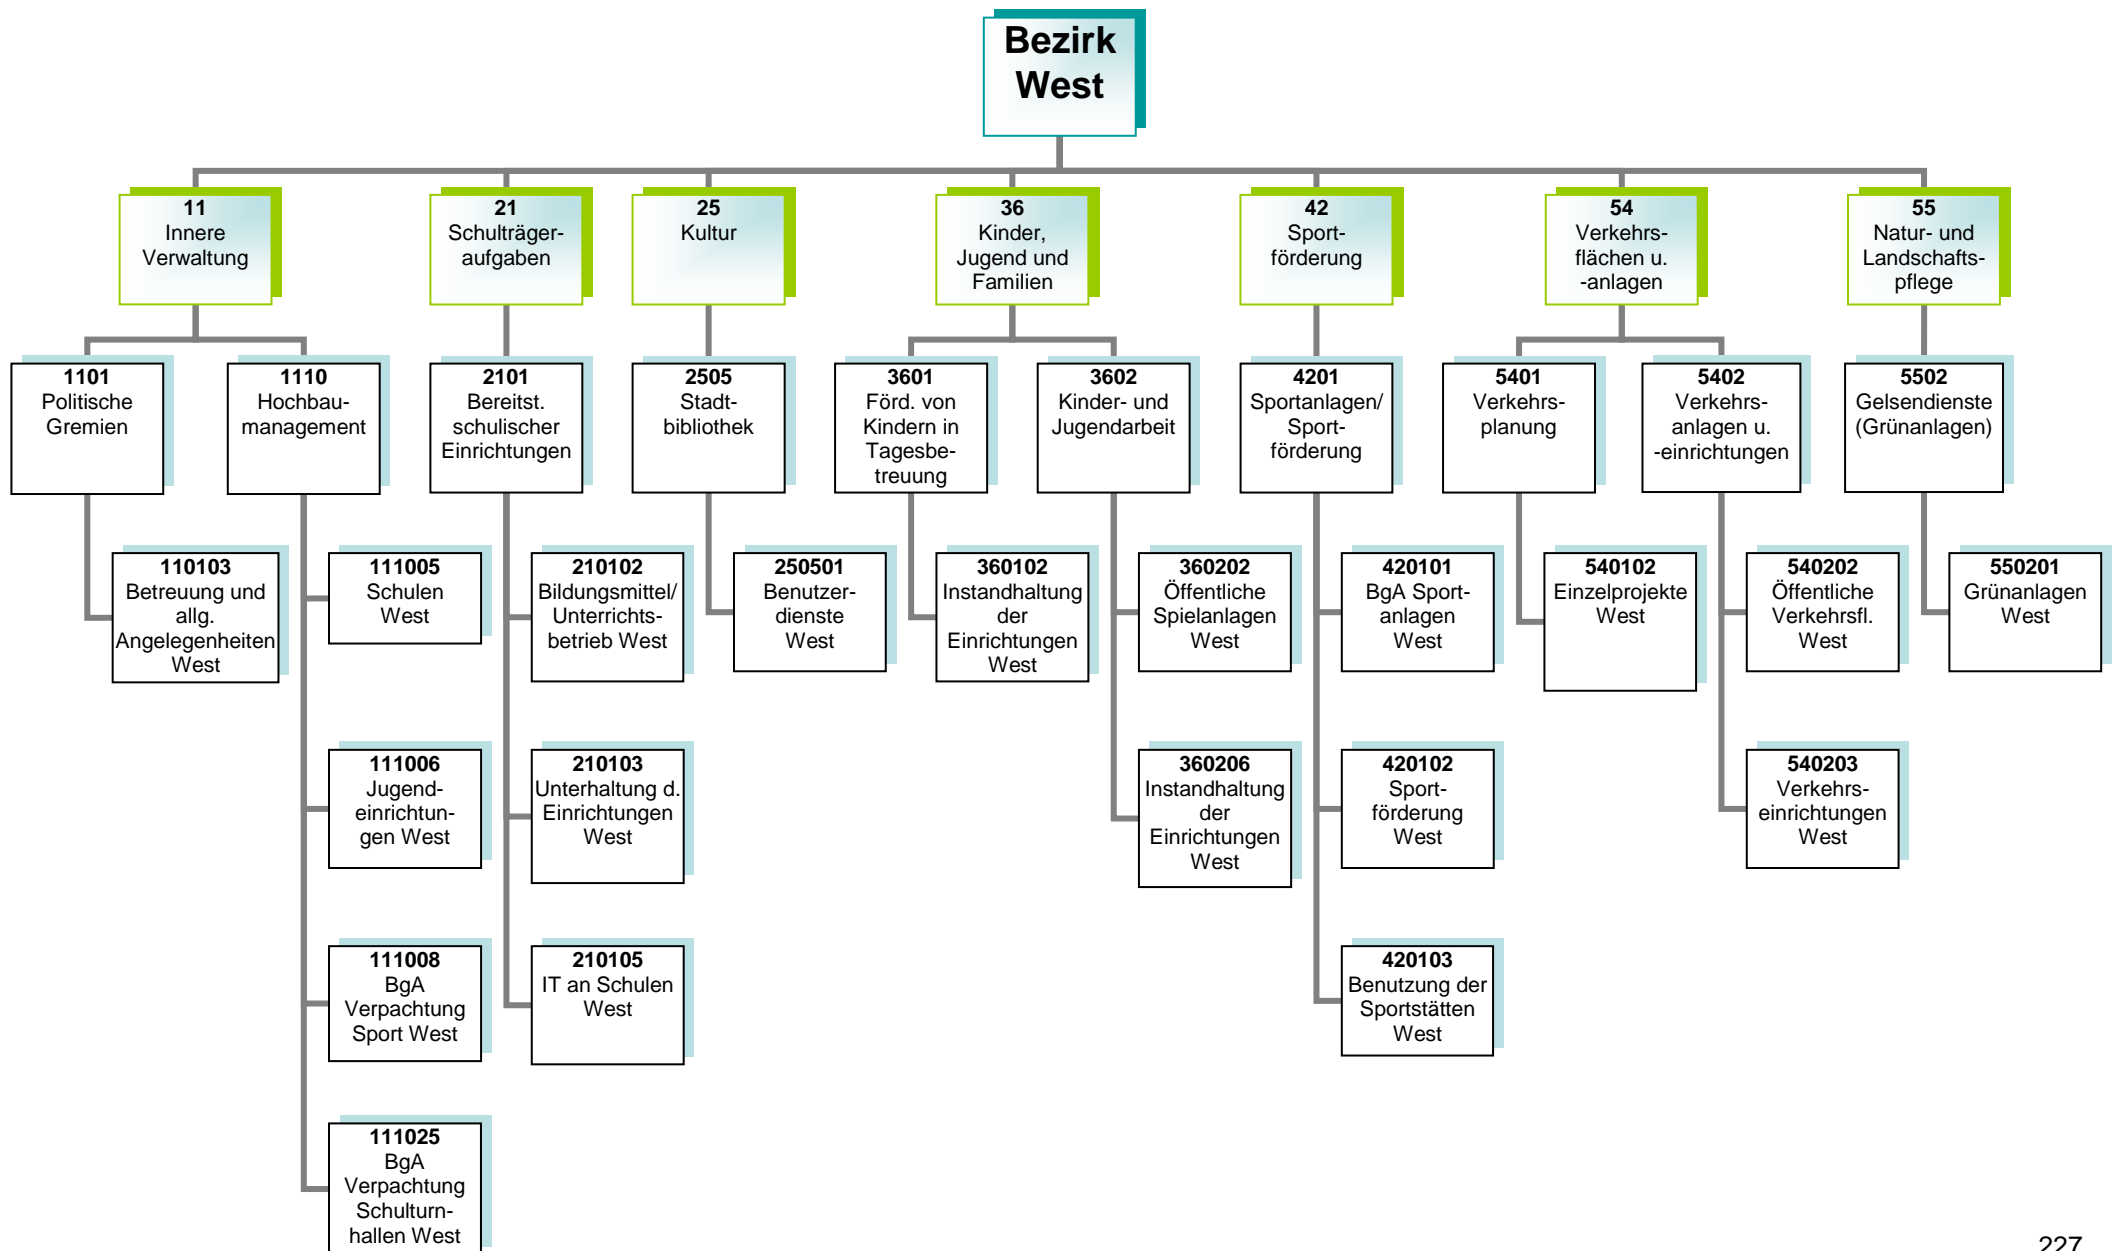 Bezirk
West
11
Innere
Verwaltung
21
Schulträger-
aufgaben
25
Kultur
36
Kinder,
Jugend und
Familien
42
Sport-
förderung
54
Verkehrs-
flächen u.
-anlagen
55
Natur- und
Landschafts-
pflege
1101
Politische
Gremien
1110
Hochbau-
management
2101
Bereitst.
schulischer
Einrichtungen
2505
Stadt-
bibliothek
3601
Förd. von
Kindern in
Tagesbe-
treuung
3602
Kinder- und
Jugendarbeit
4201
Sportanlagen/
Sport-
förderung
5401
Verkehrs-
planung
5402
Verkehrs-
anlagen u.
-einrichtungen
5502
Gelsendienste
(Grünanlagen)
110103
Betreuung und
allg.
Angelegenheiten
West
111005
Schulen
West
210102
Bildungsmittel/
Unterrichts-
betrieb West
250501
Benutzer-
dienste
West
360102
Instandhaltung
der
Einrichtungen
West
360202
Öffentliche
Spielanlagen
West
420101
BgA Sport-
anlagen
West
540102
Einzelprojekte
West
540202
Öffentliche
Verkehrsfl.
West
550201
Grünanlagen
West
111006
Jugend-
einrichtun-
gen West
210103
Unterhaltung d.
Einrichtungen
West
360206
Instandhaltung
der
Einrichtungen
West
420102
Sport-
förderung
West
540203
Verkehrs-
einrichtungen
West
111008
BgA
Verpachtung
Sport West
210105
IT an Schulen
West
420103
Benutzung der
Sportstätten
West
111025
BgA
Verpachtung
Schulturn-
hallen West
227